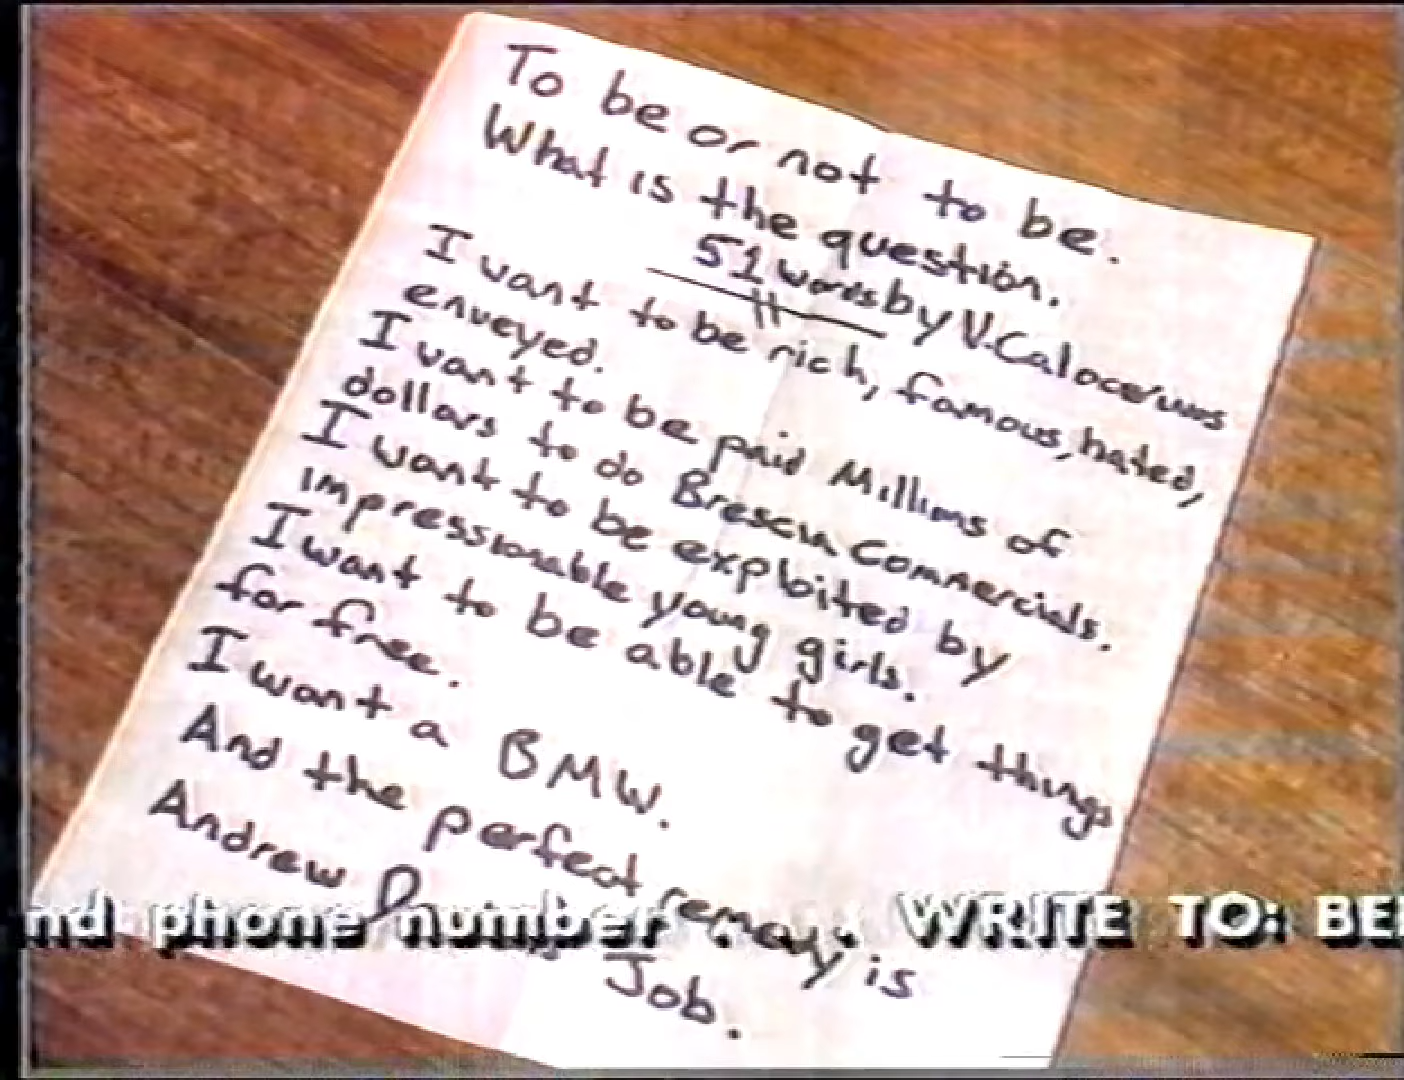 To be or not to be.
What is the question.
51 words by V. Calocerinos
I want to be rich, famous, hated,
enveyed.
I want to be paid Millions of
dollars to do Brescia Commercials.
I want to be exploited by
impressionable young girls.
I want to be able to get things
for free.
I want a BMW.
And the perfect remedy is
Andrew Job.
nd phone number WRITE TO: BE